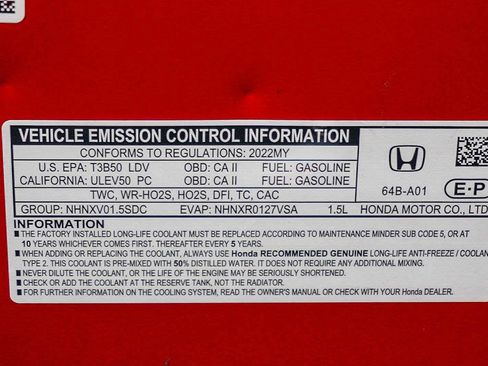 VEHICLE EMISSION CONTROL INFORMATION
CONFORMS TO REGULATIONS: 2022MY
U.S. EPA: T3B50 LDV OBD: CA II FUEL: GASOLINE
CALIFORNIA: ULEV50 PC OBD: CA II FUEL: GASOLINE
TWC, WR-HO2S, HO2S, DFI, TC, CAC
GROUP: NHNXV01.5SDC EVAP: NHNXR0127VSA 1.5L HONDA MOTOR CO., LTD
64B-A01
E-P
INFORMATION
THE FACTORY INSTALLED LONG-LIFE COOLANT MUST BE REPLACED ACCORDING TO MAINTENANCE MINDER SUB CODE 5, OR AT
10 YEARS WHICHEVER COMES FIRST. THEREAFTER EVERY 5 YEARS.
WHEN ADDING OR REPLACING THE COOLANT, ALWAYS USE Honda RECOMMENDED GENUINE LONG-LIFE ANTI-FREEZE / COOLAN
TYPE 2. THIS COOLANT IS PRE-MIXED WITH 50% DISTILLED WATER. IT DOES NOT REQUIRE ANY ADDITIONAL MIXING.
NEVER DILUTE THE COOLANT, OR THE LIFE OF THE ENGINE MAY BE SERIOUSLY SHORTENED.
CHECK OR ADD THE COOLANT AT THE RESERVE TANK, NOT THE RADIATOR.
FOR FURTHER INFORMATION ON THE COOLING SYSTEM, READ THE OWNER'S MANUAL OR CHECK WITH YOUR Honda DEALER.